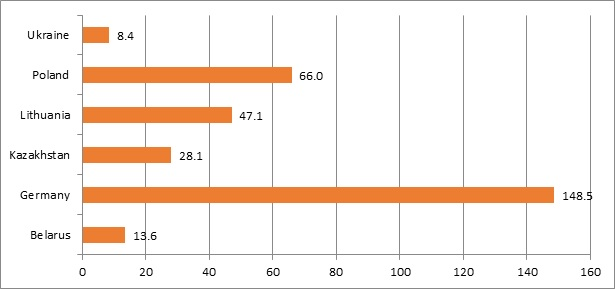 Ukraine 8.4
Poland 66.0
Lithuania 47.1
Kazakhstan 28.1
Germany 148.5
Belarus 13.6
0 20 40 60 80 100 120 140 160